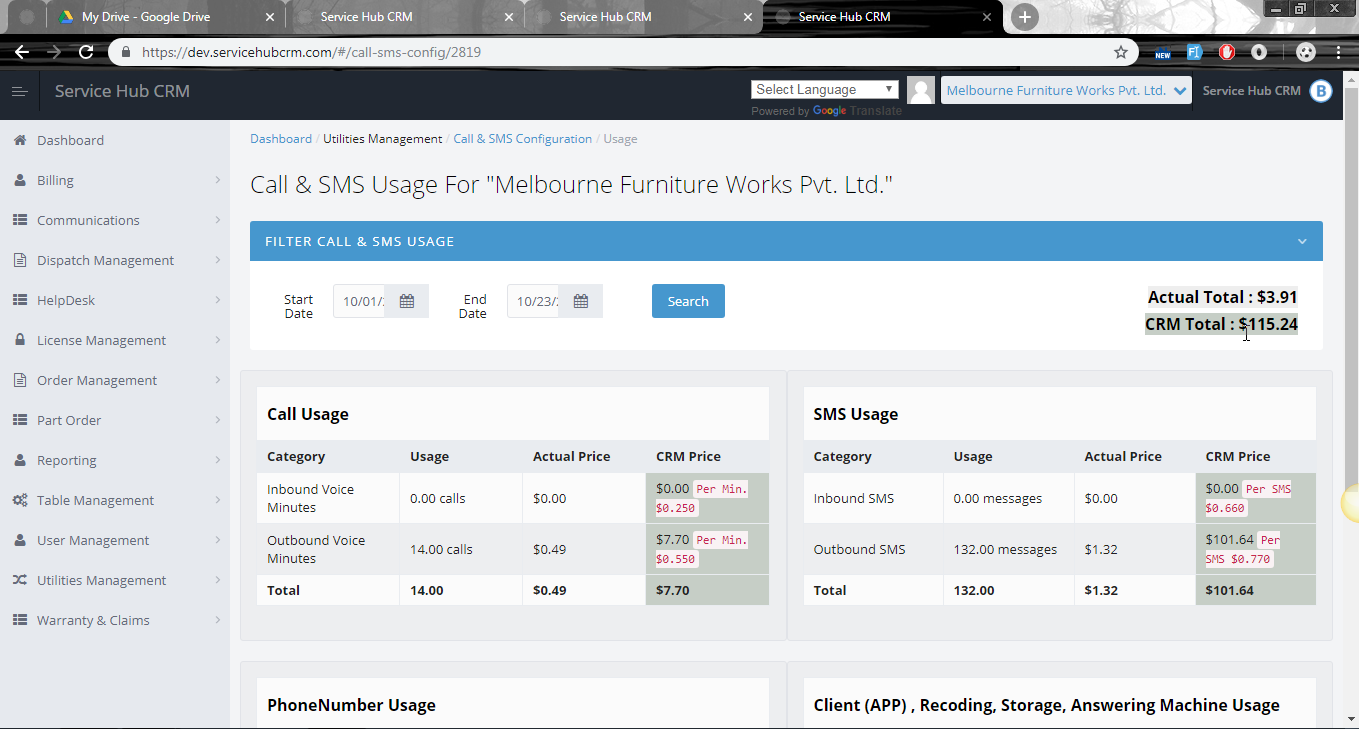 My Drive - Google Drive
Service Hub CRM
Service Hub CRM
Service Hub CRM
https://dev.servicehubcrm.com/#/call-sms-config/2819
NEW
FI
Service Hub CRM
Select Language
Powered by Google Translate
Melbourne Furniture Works Pvt. Ltd.
Service Hub CRM
B
Dashboard
Billing
Communications
Dispatch Management
HelpDesk
License Management
Order Management
Part Order
Reporting
Table Management
User Management
Utilities Management
Warranty & Claims
Dashboard / Utilities Management / Call & SMS Configuration / Usage
Call & SMS Usage For "Melbourne Furniture Works Pvt. Ltd."
FILTER CALL & SMS USAGE
Start
Date
10/01/
End
Date
10/23/
Search
Actual Total : $3.91
CRM Total : $115.24
Call Usage
Category Usage Actual Price CRM Price
Inbound Voice
Minutes
0.00 calls
$0.00
$0.00 Per Min.
$0.250
Outbound Voice
Minutes
14.00 calls
$0.49
$7.70 Per Min.
$0.550
Total 14.00 $0.49 $7.70
SMS Usage
Category Usage Actual Price CRM Price
Inbound SMS
0.00 messages
$0.00
$0.00 Per SMS
$0.660
Outbound SMS
132.00 messages
$1.32
$101.64 Per
SMS $0.770
Total 132.00 $1.32 $101.64
PhoneNumber Usage
Client (APP) , Recoding, Storage, Answering Machine Usage